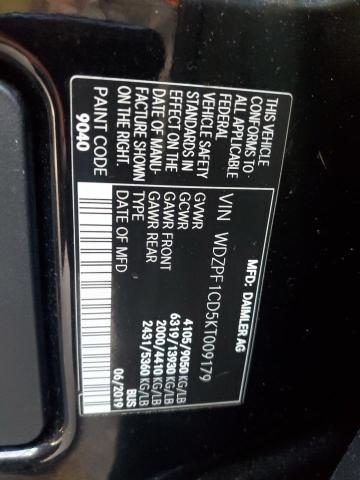 MFD: DAIMLER AG
VIN WDZPF1CD5KT009179
GVWR 4105/9050 KG/LB
GCWR 6319/13930 KG/LB
GAWR FRONT 2000/4410 KG/LB
GAWR REAR 2431/5360 KG/LB
DATE OF MFD 06/2019 BUS
THIS VEHICLE
CONFORMS TO
ALL APPLICABLE
FEDERAL
VEHICLE SAFETY
STANDARDS IN
EFFECT ON THE
DATE OF MANU-
FACTURE SHOWN
ON THE RIGHT.
PAINT CODE
9040